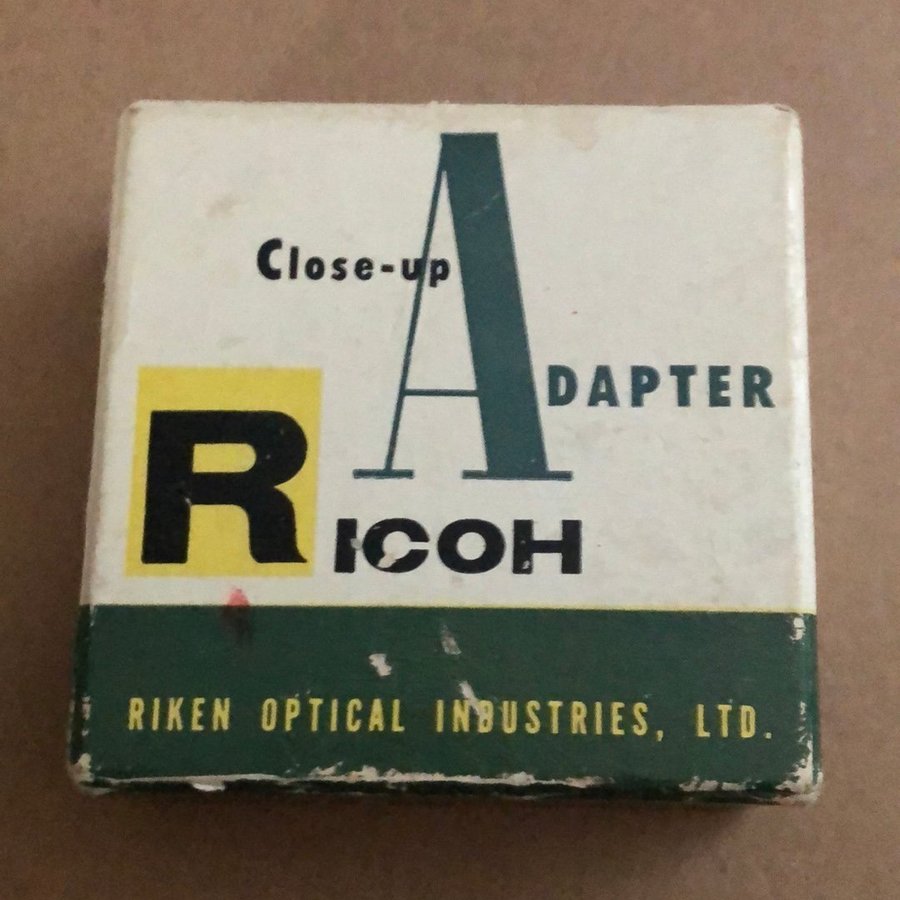 Close-up
ADAPTER
RICOH
RIKEN OPTICAL INDUSTRIES, LTD.